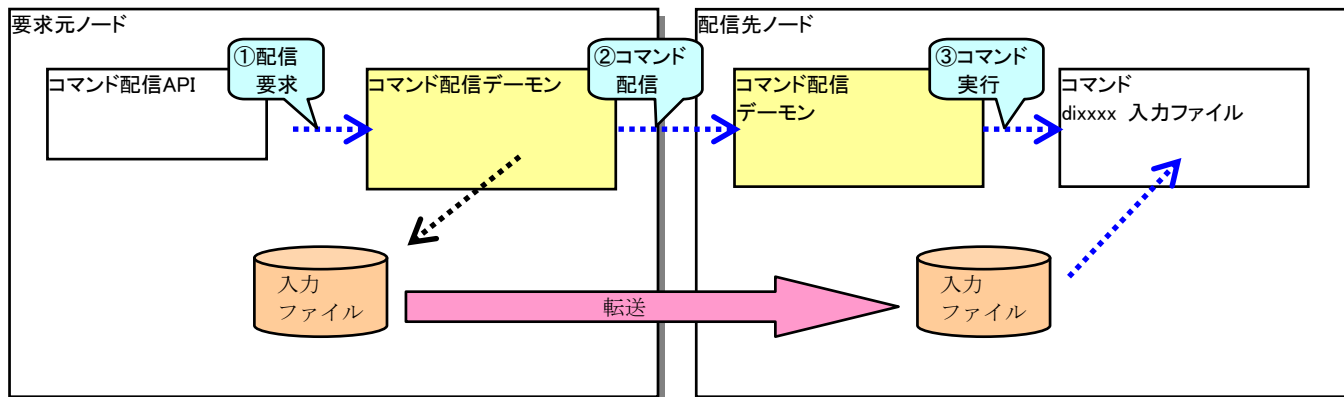 要求元ノード
コマンド配信API
①配信
要求
コマンド配信デーモン
②コマンド
配信
入力
ファイル
転送
配信先ノード
コマンド配信
デーモン
③コマンド
実行
コマンド
dixxxx 入力ファイル
入力
ファイル